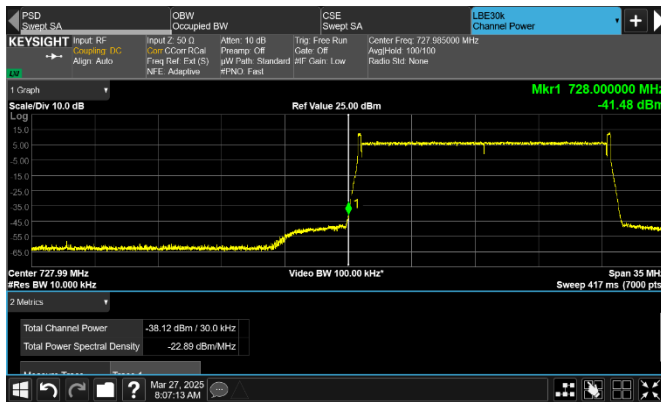 PSD
Swept SA
OBW
Occupied BW
CSE
Swept SA
LBE30k
Channel Power
KEYSIGHT Input: RF
Coupling: DC
Align: Auto
Input Z: 50 Ω
Corr CCorr RCal
Freq Ref: Ext (S)
NFE: Adaptive
Atten: 10 dB
Preamp: Off
µW Path: Standard
#PNO: Fast
Trig: Free Run
Gate: Off
#IF Gain: Low
Center Freq: 727.985000 MHz
Avg|Hold: 100/100
Radio Std: None
LXI
1 Graph
Mkr1 728.000000 MHz
-41.48 dBm
Scale/Div 10.0 dB
Ref Value 25.00 dBm
Log
15.0
5.00
-5.00
-15.0
-25.0
-35.0
-45.0
-55.0
-65.0
1
Center 727.99 MHz
Video BW 100.00 kHz*
Span 35 MHz
#Res BW 10.000 kHz
Sweep 417 ms (7000 pts)
2 Metrics
Total Channel Power -38.12 dBm / 30.0 kHz
Total Power Spectral Density -22.89 dBm/MHz
Measure Trace Trace 1
?
Mar 27, 2025
8:07:13 AM